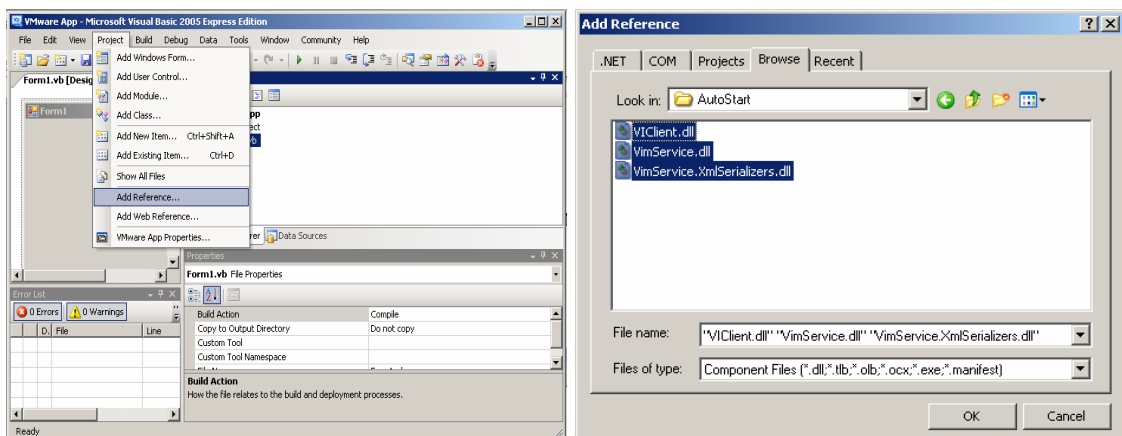 VMware App - Microsoft Visual Basic 2005 Express Edition
File Edit View Project Build Debug Data Tools Window Community Help
Form1.vb [Desig
Form1
Add Windows Form...
Add User Control...
Add Module...
Add Class...
Add New Item... Ctrl+Shift+A
Add Existing Item... Ctrl+D
Show All Files
Add Reference...
Add Web Reference...
VMware App Properties...
pp
ect
vb
rer Data Sources
Properties
Form1.vb File Properties
Build Action Compile
Copy to Output Directory Do not copy
Custom Tool
Custom Tool Namespace
Build Action
How the file relates to the build and deployment processes.
Error List
0 Errors 0 Warnings
D. File Line
Ready
Add Reference
.NET COM Projects Browse Recent
Look in: AutoStart
VIClient.dll
VimService.dll
VimService.XmlSerializers.dll
File name: "VIClient.dll" "VimService.dll" "VimService.XmlSerializers.dll"
Files of type: Component Files (*.dll;*.tlb;*.olb;*.ocx;*.exe;*.manifest)
OK Cancel